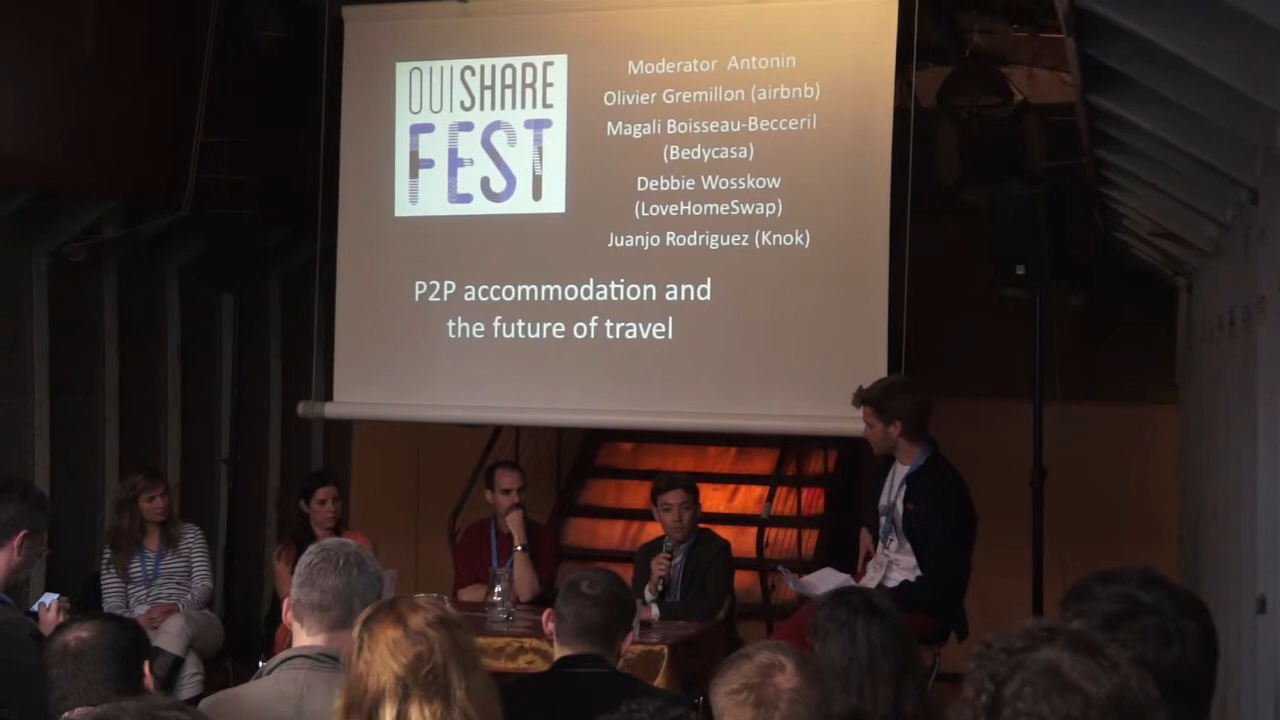 OUISHARE
FEST
Moderator Antonin
Olivier Gremillon (airbnb)
Magali Boisseau-Becceril
(Bedycasa)
Debbie Wosskow
(LoveHomeSwap)
Juanjo Rodriguez (Knok)
P2P accommodation and
the future of travel